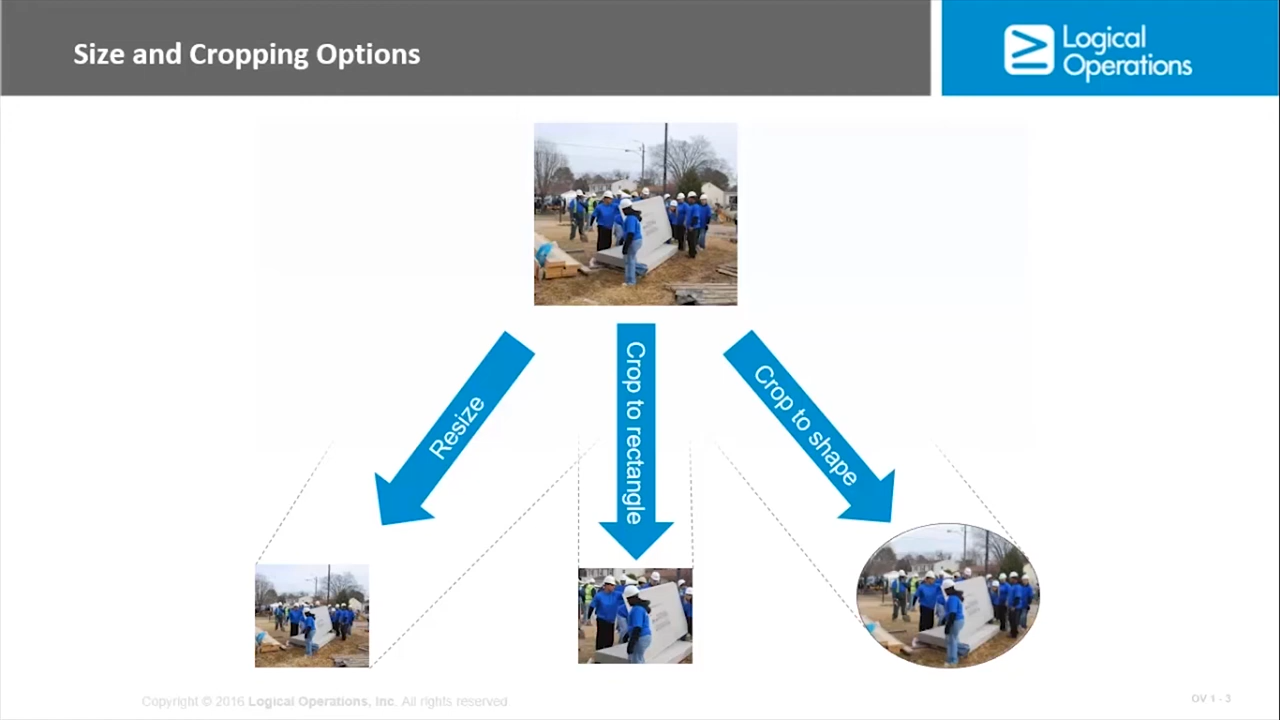 Size and Cropping Options
Logical
Operations
Resize
Crop to rectangle
Crop to shape
Copyright © 2016 Logical Operations, Inc. All rights reserved
OV 1 - 3